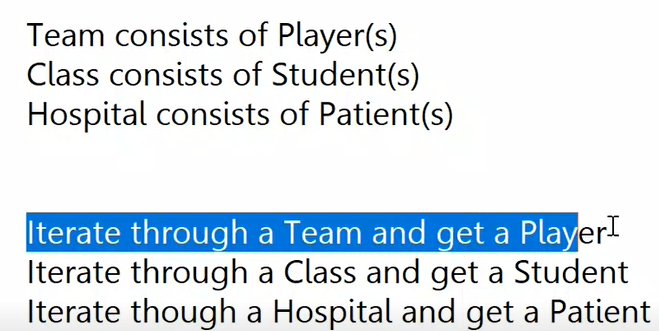 Team consists of Player(s)
Class consists of Student(s)
Hospital consists of Patient(s)
Iterate through a Team and get a Player
Iterate through a Class and get a Student
Iterate though a Hospital and get a Patient